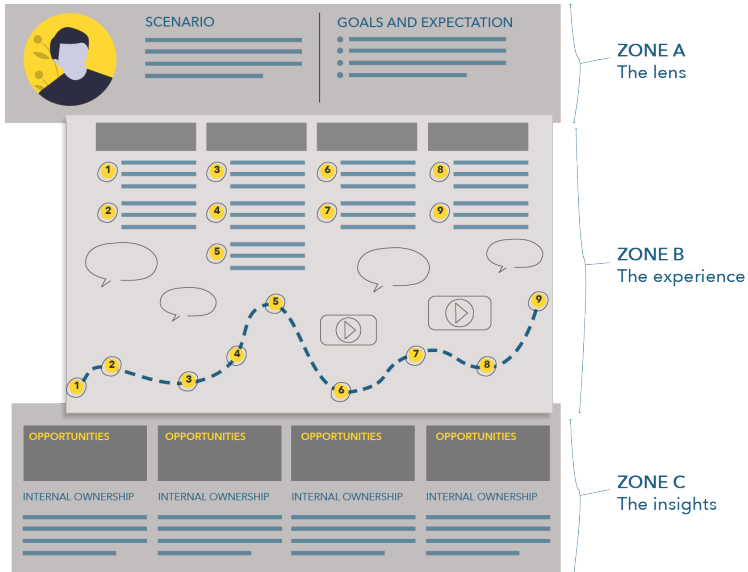 SCENARIO
GOALS AND EXPECTATION
ZONE A
The lens
1
3
6
8
2
4
7
9
5
ZONE B
The experience
5
9
4
7
2
8
3
1
6
OPPORTUNITIES
OPPORTUNITIES
OPPORTUNITIES
OPPORTUNITIES
ZONE C
The insights
INTERNAL OWNERSHIP
INTERNAL OWNERSHIP
INTERNAL OWNERSHIP
INTERNAL OWNERSHIP